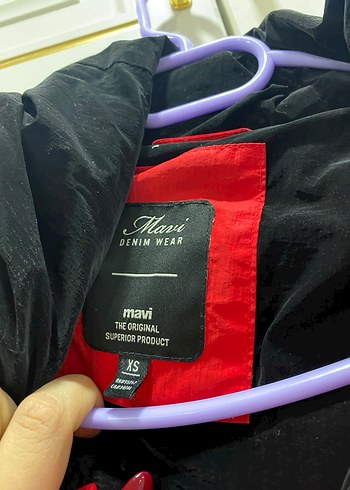 Mavi
DENIM WEAR
mavi
THE ORIGINAL
SUPERIOR PRODUCT
XS